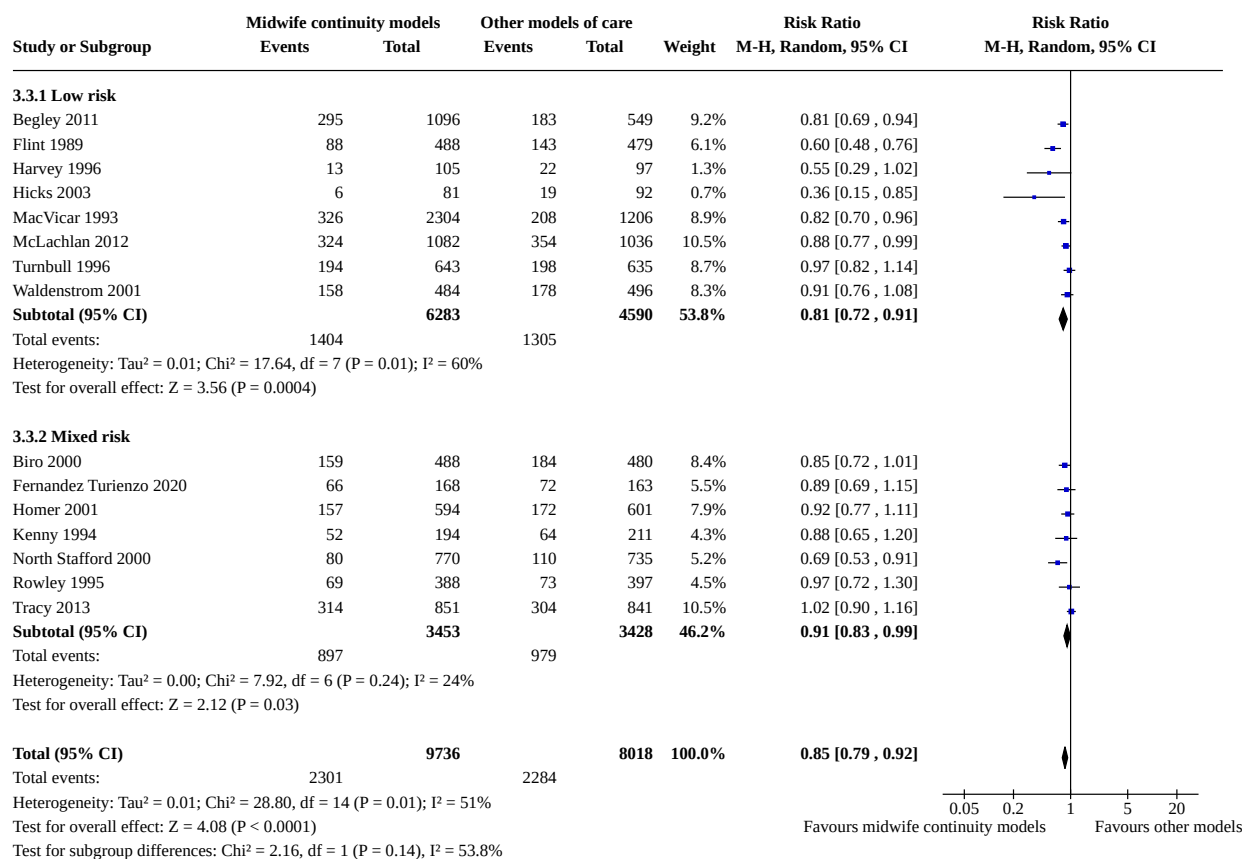 Midwife continuity models Other models of care Risk Ratio Risk Ratio
Study or Subgroup Events Total Events Total Weight M-H, Random, 95% CI M-H, Random, 95% CI
3.3.1 Low risk
Begley 2011 295 1096 183 549 9.2% 0.81 [0.69 , 0.94]
Flint 1989 88 488 143 479 6.1% 0.60 [0.48 , 0.76]
Harvey 1996 13 105 22 97 1.3% 0.55 [0.29 , 1.02]
Hicks 2003 6 81 19 92 0.7% 0.36 [0.15 , 0.85]
MacVicar 1993 326 2304 208 1206 8.9% 0.82 [0.70 , 0.96]
McLachlan 2012 324 1082 354 1036 10.5% 0.88 [0.77 , 0.99]
Turnbull 1996 194 643 198 635 8.7% 0.97 [0.82 , 1.14]
Waldenstrom 2001 158 484 178 496 8.3% 0.91 [0.76 , 1.08]
Subtotal (95% CI) 6283 4590 53.8% 0.81 [0.72 , 0.91]
Total events: 1404 1305
Heterogeneity: Tau² = 0.01; Chi² = 17.64, df = 7 (P = 0.01); I² = 60%
Test for overall effect: Z = 3.56 (P = 0.0004)
3.3.2 Mixed risk
Biro 2000 159 488 184 480 8.4% 0.85 [0.72 , 1.01]
Fernandez Turienzo 2020 66 168 72 163 5.5% 0.89 [0.69 , 1.15]
Homer 2001 157 594 172 601 7.9% 0.92 [0.77 , 1.11]
Kenny 1994 52 194 64 211 4.3% 0.88 [0.65 , 1.20]
North Stafford 2000 80 770 110 735 5.2% 0.69 [0.53 , 0.91]
Rowley 1995 69 388 73 397 4.5% 0.97 [0.72 , 1.30]
Tracy 2013 314 851 304 841 10.5% 1.02 [0.90 , 1.16]
Subtotal (95% CI) 3453 3428 46.2% 0.91 [0.83 , 0.99]
Total events: 897 979
Heterogeneity: Tau² = 0.00; Chi² = 7.92, df = 6 (P = 0.24); I² = 24%
Test for overall effect: Z = 2.12 (P = 0.03)
Total (95% CI) 9736 8018 100.0% 0.85 [0.79 , 0.92]
Total events: 2301 2284
Heterogeneity: Tau² = 0.01; Chi² = 28.80, df = 14 (P = 0.01); I² = 51%
0.05 0.2 1 5 20
Test for overall effect: Z = 4.08 (P < 0.0001)
Favours midwife continuity models Favours other models
Test for subgroup differences: Chi² = 2.16, df = 1 (P = 0.14), I² = 53.8%